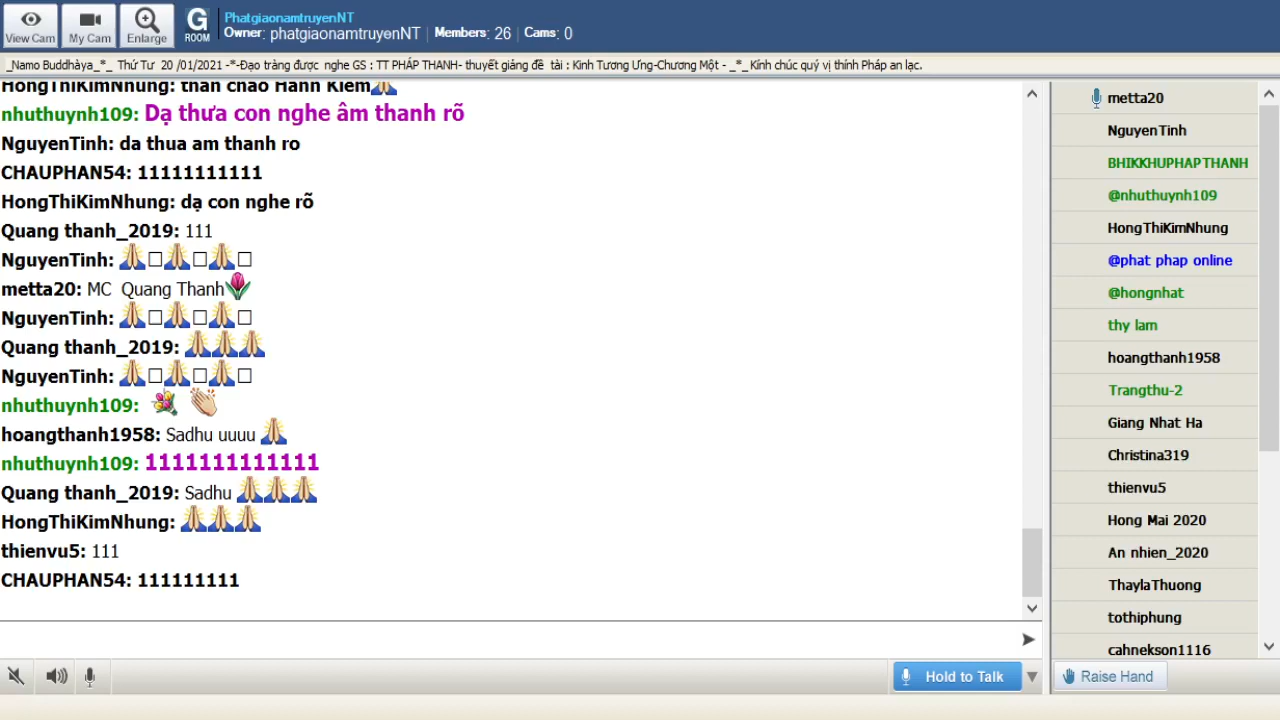 View Cam
My Cam
Enlarge
G
ROOM
PhatgiaonamtruyenNT
Owner: phatgiaonamtruyenNT | Members: 26 | Cams: 0
_Namo Buddhàya_*_ Thứ Tư 20 /01/2021 -*-Đạo tràng được nghe GS : TT PHÁP THANH- thuyết giảng đề tài : Kinh Tương Ưng-Chương Một - _*_Kính chúc quý vị thính Pháp an lạc.
HongThiKimNhung: thân chào Hành Kiểm🙏
nhuthuynh109: Dạ thưa con nghe âm thanh rõ
NguyenTinh: da thua am thanh ro
CHAUPHAN54: 11111111111
HongThiKimNhung: dạ con nghe rõ
Quang thanh_2019: 111
NguyenTinh: 🙏□🙏□🙏□
metta20: MC Quang Thanh🌷
NguyenTinh: 🙏□🙏□🙏□
Quang thanh_2019: 🙏🙏🙏
NguyenTinh: 🙏□🙏□🙏□
nhuthuynh109: 💐 👏
hoangthanh1958: Sadhu uuuu 🙏
nhuthuynh109: 1111111111111
Quang thanh_2019: Sadhu 🙏🙏🙏
HongThiKimNhung: 🙏🙏🙏
thienvu5: 111
CHAUPHAN54: 111111111
Hold to Talk
metta20
NguyenTinh
BHIKKHUPHAPTHANH
@nhuthuynh109
HongThiKimNhung
@phat phap online
@hongnhat
thy lam
hoangthanh1958
Trangthu-2
Giang Nhat Ha
Christina319
thienvu5
Hong Mai 2020
An nhien_2020
ThaylaThuong
tothiphung
cahnekson1116
Raise Hand